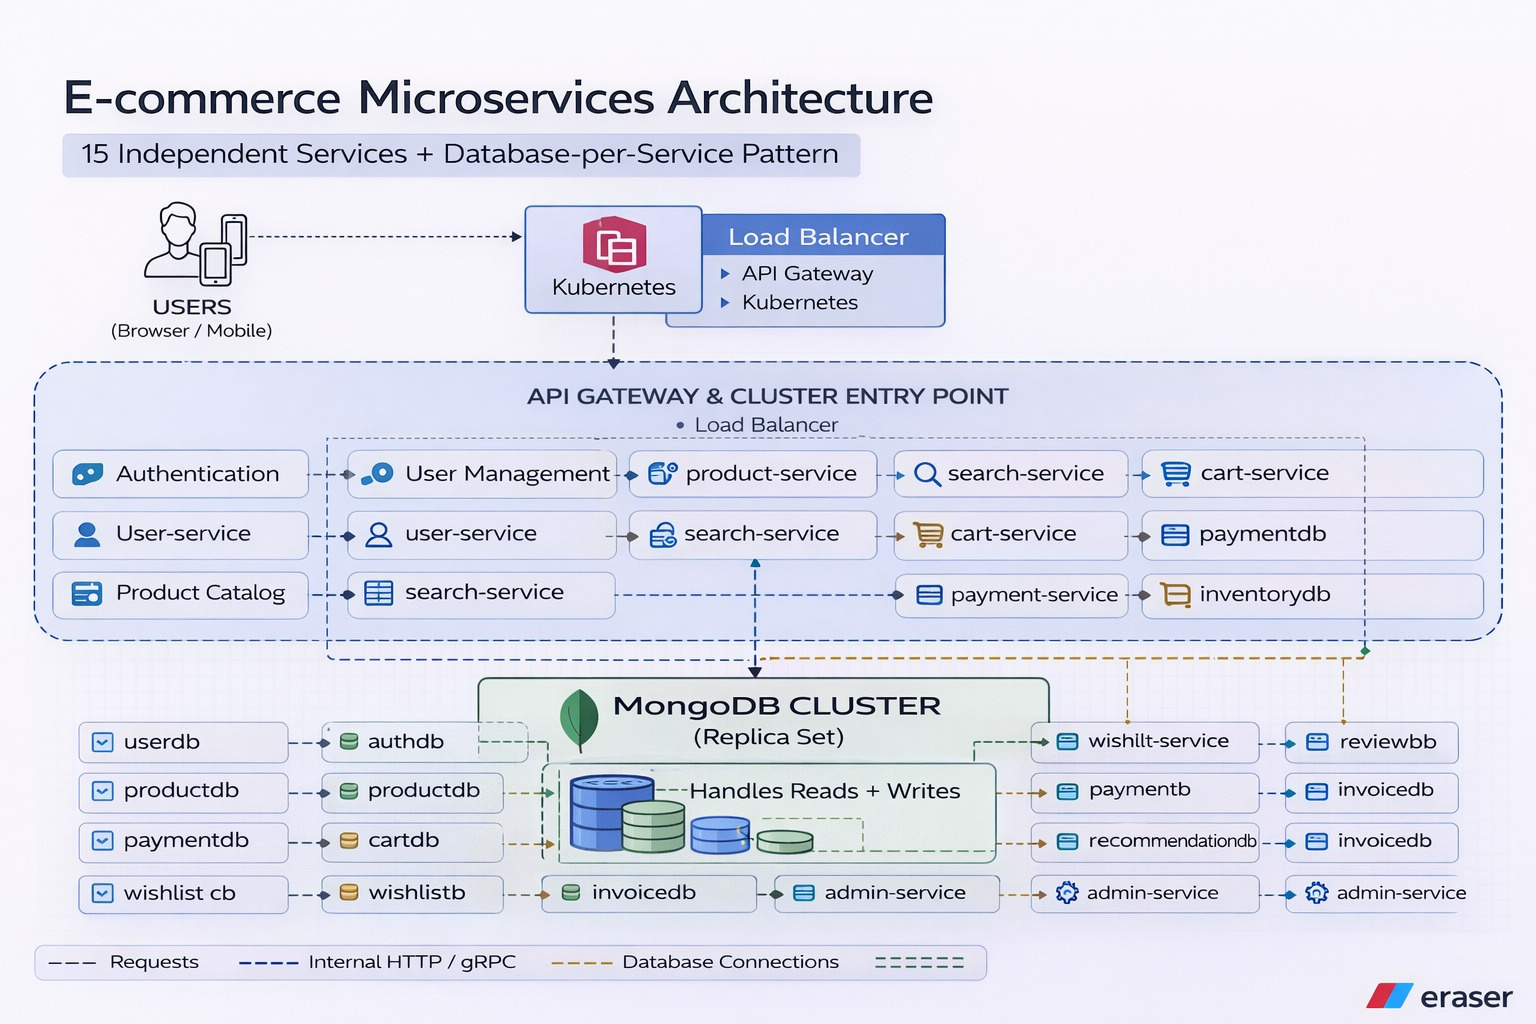 E-commerce Microservices Architecture
15 Independent Services + Database-per-Service Pattern
USERS
(Browser / Mobile)
Kubernetes
Load Balancer
API Gateway
Kubernetes
API GATEWAY & CLUSTER ENTRY POINT
• Load Balancer
Authentication
User Management
product-service
search-service
cart-service
User-service
user-service
search-service
cart-service
paymentdb
Product Catalog
search-service
payment-service
inventorydb
MongoDB CLUSTER
(Replica Set)
Handles Reads + Writes
userdb
authdb
wishilt-service
reviewbb
productdb
productdb
paymentb
invoicedb
paymentdb
cartdb
recommendationdb
invoicedb
wishlist cb
wishlistb
invoicedb
admin-service
admin-service
admin-service
Requests
Internal HTTP / gRPC
Database Connections
eraser